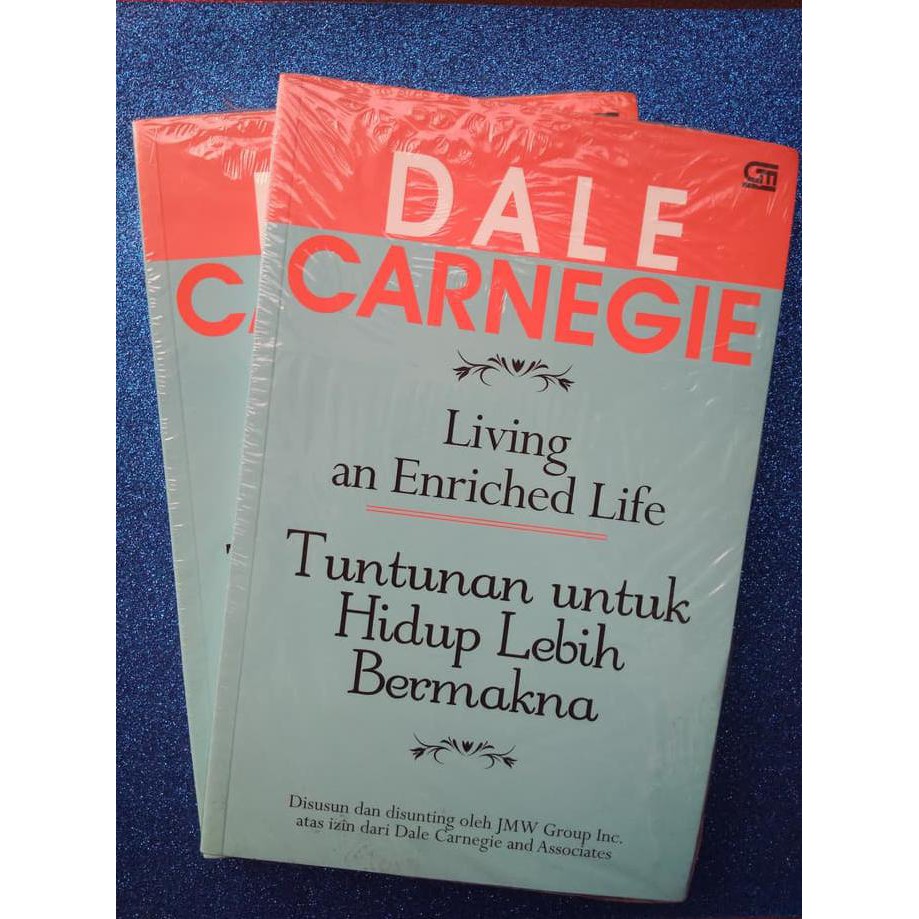 DALE
CARNEGIE
Living
an Enriched Life
Tuntunan untuk
Hidup Lebih
Bermakna
Disusun dan disunting oleh JMW Group Inc.
atas izin dari Dale Carnegie and Associates
CA